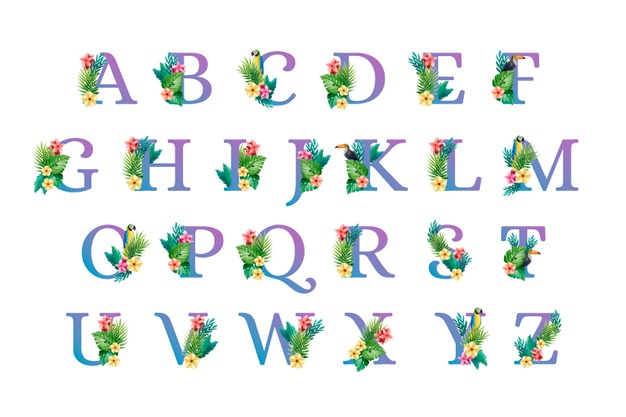 A B C D E F
G H I J K L M
O P Q R S T
U V W X Y Z